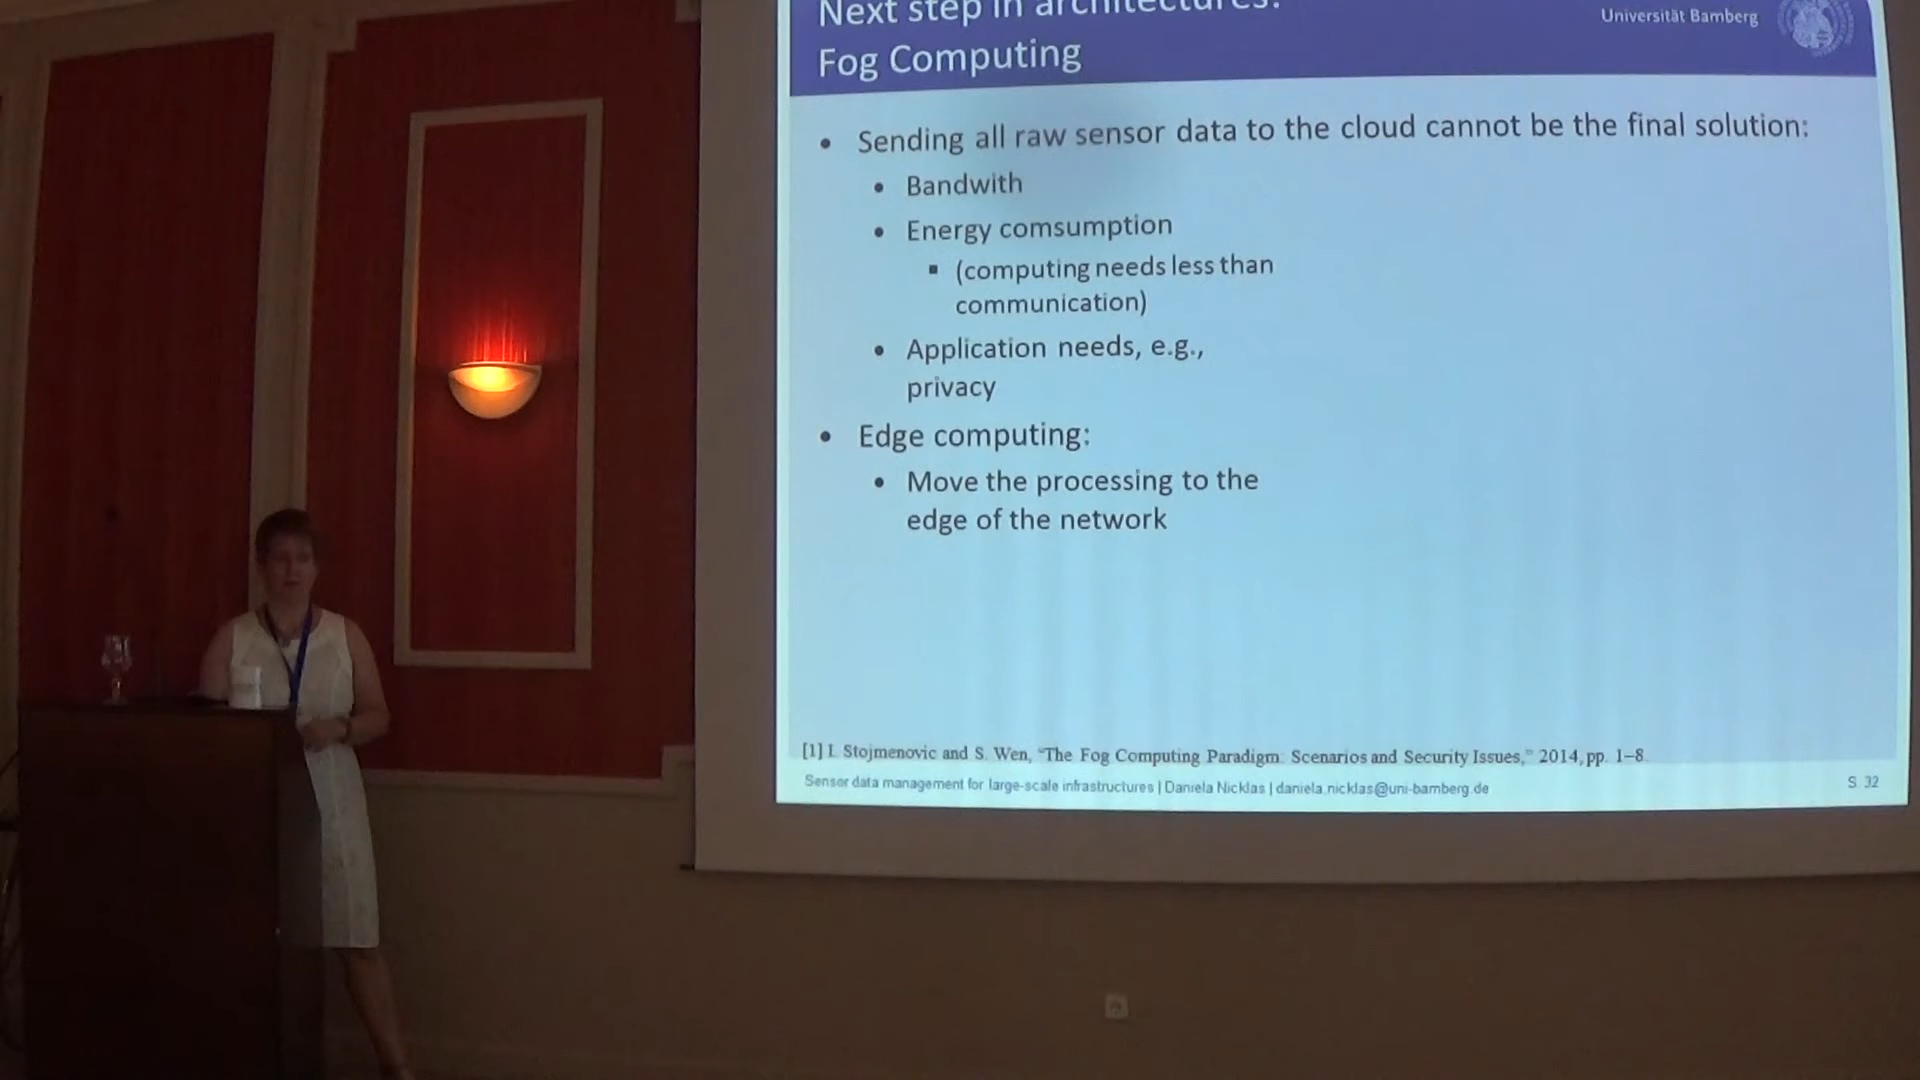 Next step in architectures:
Fog Computing
Universität Bamberg
• Sending all raw sensor data to the cloud cannot be the final solution:
• Bandwith
• Energy comsumption
▪ (computing needs less than
communication)
• Application needs, e.g.,
privacy
• Edge computing:
• Move the processing to the
edge of the network
[1] I. Stojmenovic and S. Wen, “The Fog Computing Paradigm: Scenarios and Security Issues,” 2014, pp. 1–8.
Sensor data management for large-scale infrastructures | Daniela Nicklas | daniela.nicklas@uni-bamberg.de
S. 32